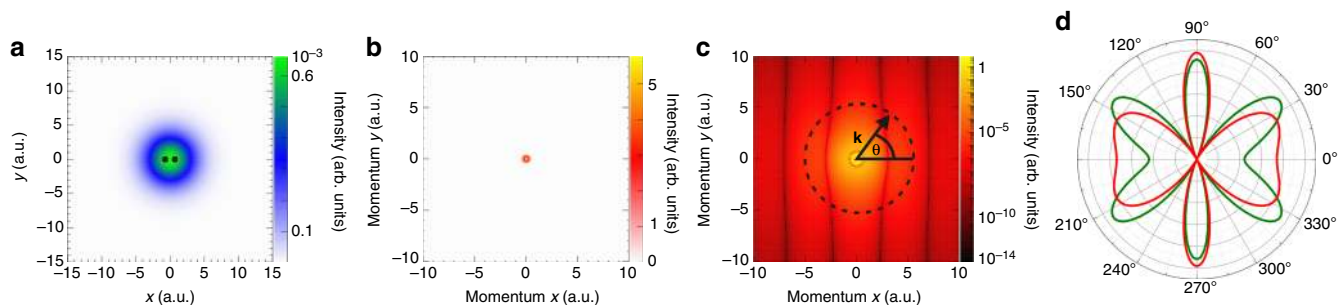 a
15
10
5
0
−5
−10
−15
y (a.u.)
−15 −10 −5 0 5 10 15
x (a.u.)
10⁻³
0.6
0.1
Intensity (arb. units)
b
10
5
0
−5
−10
Momentum y (a.u.)
−10 −5 0 5 10
Momentum x (a.u.)
5
1
0
Intensity (arb. units)
c
10
5
0
−5
−10
Momentum y (a.u.)
k
θ
−10 −5 0 5 10
Momentum x (a.u.)
1
10⁻⁵
10⁻¹⁰
10⁻¹⁴
Intensity (arb. units)
d
90°
120° 60°
150° 30°
0°
210° 330°
240° 300°
270°